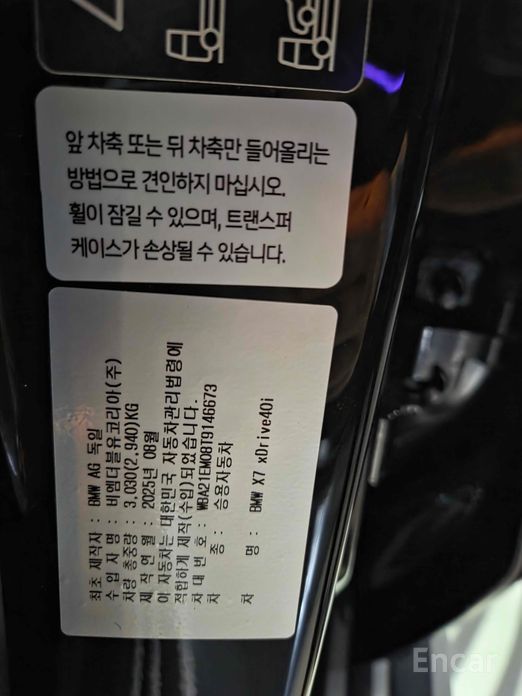 앞 차축 또는 뒤 차축만 들어올리는
방법으로 견인하지 마십시오.
휠이 잠길 수 있으며, 트랜스퍼
케이스가 손상될 수 있습니다.
최초 제작자 : BMW AG 독일
수 입 자 명 : 비엠더블유코리아(주)
차량 총중량 : 3,030(2,940)KG
제 작 연 월 : 2025년 08월
이 자동차는 대한민국 자동차관리법령에
적합하게 제작(수입)되었습니다.
차 대 번 호 : WBA21EM08T9146673
차 종 : 승용자동차
차 명 : BMW X7 xDrive40i
Encar